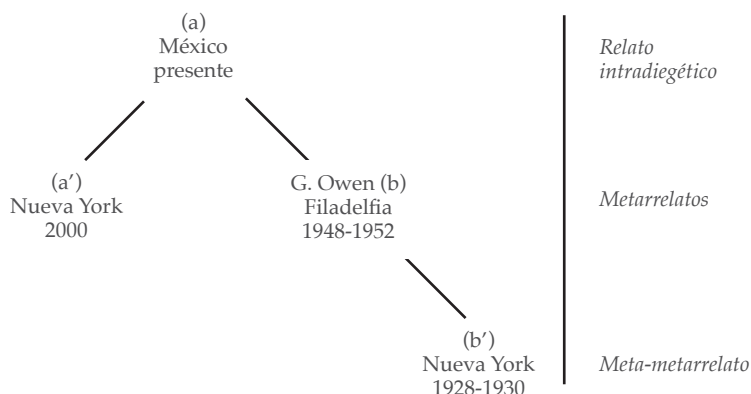 (a)
México
presente
Relato
intradiegético
(a')
Nueva York
2000
G. Owen (b)
Filadelfia
1948-1952
Metarrelatos
(b')
Nueva York
1928-1930
Meta-metarrelato